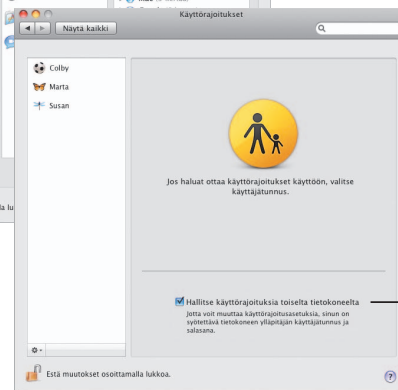 Käyttörajoitukset
Näytä kaikki
Colby
Marta
Susan
Jos haluat ottaa käyttörajoitukset käyttöön, valitse
käyttäjätunnus.
Hallitse käyttörajoituksia toiselta tietokoneelta
Jotta voit muuttaa käyttörajoitusasetuksia, sinun on
syötettävä tietokoneen ylläpitäjän käyttäjätunnus ja
salasana.
Estä muutokset osoittamalla lukkoa.
?